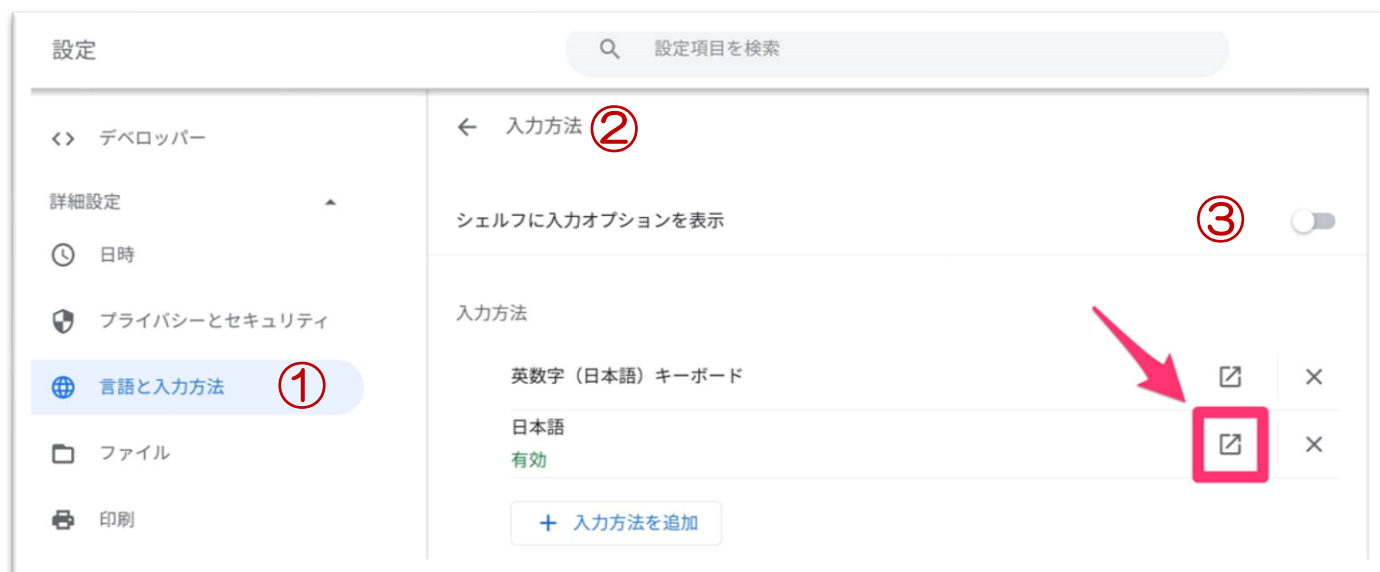 設定
設定項目を検索
デベロッパー
詳細設定
日時
プライバシーとセキュリティ
言語と入力方法 ①
ファイル
印刷
入力方法 ②
シェルフに入力オプションを表示 ③
入力方法
英数字（日本語）キーボード
日本語
有効
入力方法を追加